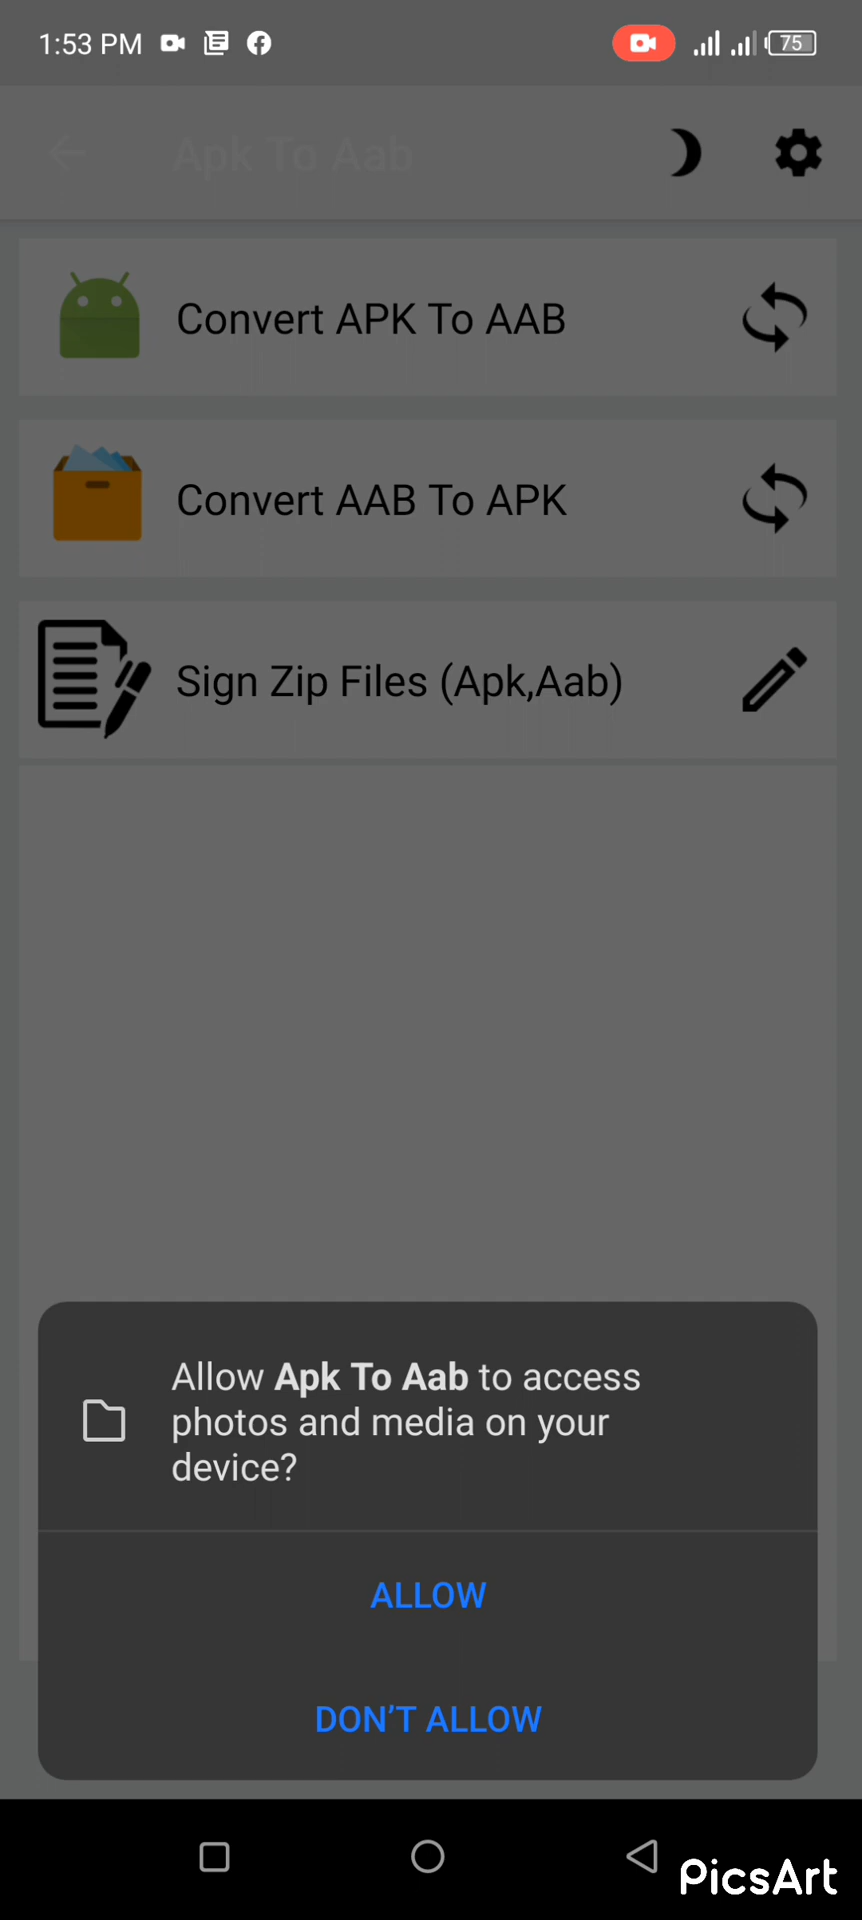 1:53 PM
75
Apk To Aab
Convert APK To AAB
Convert AAB To APK
Sign Zip Files (Apk,Aab)
Allow Apk To Aab to access
photos and media on your
device?
ALLOW
DON’T ALLOW
PicsArt